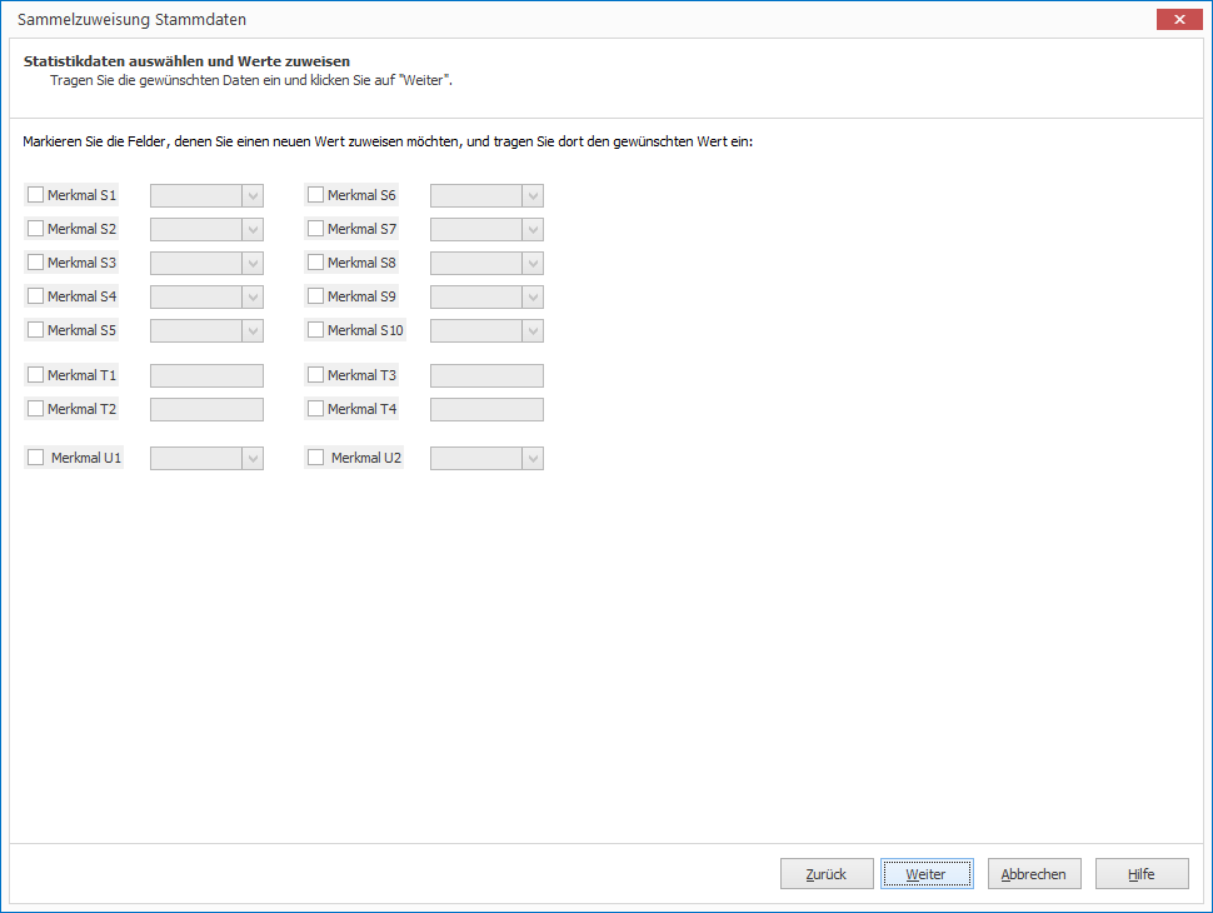 Sammelzuweisung Stammdaten
Statistikdaten auswählen und Werte zuweisen
Tragen Sie die gewünschten Daten ein und klicken Sie auf "Weiter".
Markieren Sie die Felder, denen Sie einen neuen Wert zuweisen möchten, und tragen Sie dort den gewünschten Wert ein:
Merkmal S1 Merkmal S6
Merkmal S2 Merkmal S7
Merkmal S3 Merkmal S8
Merkmal S4 Merkmal S9
Merkmal S5 Merkmal S10
Merkmal T1 Merkmal T3
Merkmal T2 Merkmal T4
Merkmal U1 Merkmal U2
Zurück Weiter Abbrechen Hilfe